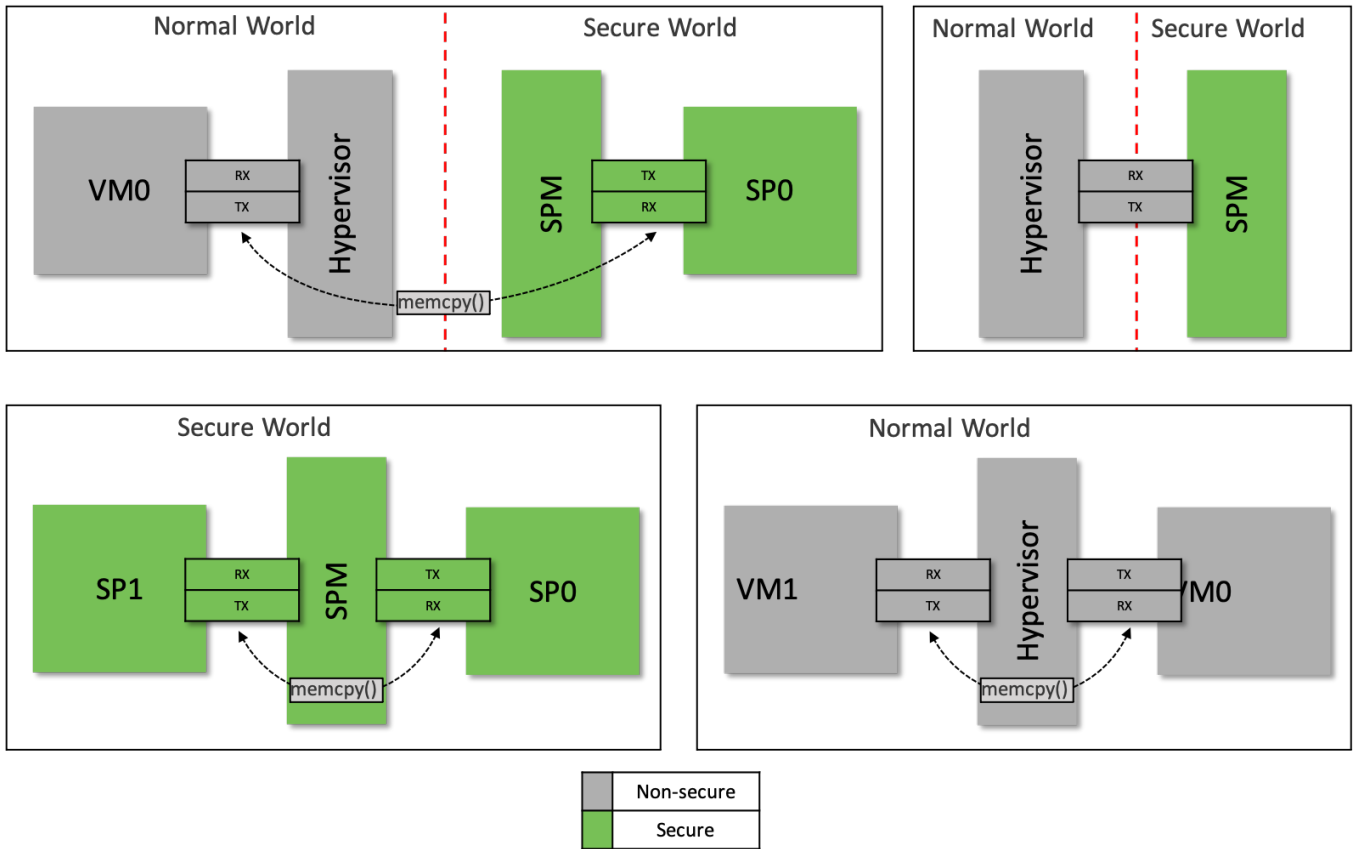 Normal World
Secure World
VM0
RX
TX
Hypervisor
memcpy()
SPM
TX
RX
SP0
Normal World
Secure World
Hypervisor
RX
TX
SPM
Secure World
SP1
RX
TX
SPM
memcpy()
TX
RX
SP0
Normal World
VM1
RX
TX
Hypervisor
memcpy()
TX
RX
VM0
Non-secure
Secure